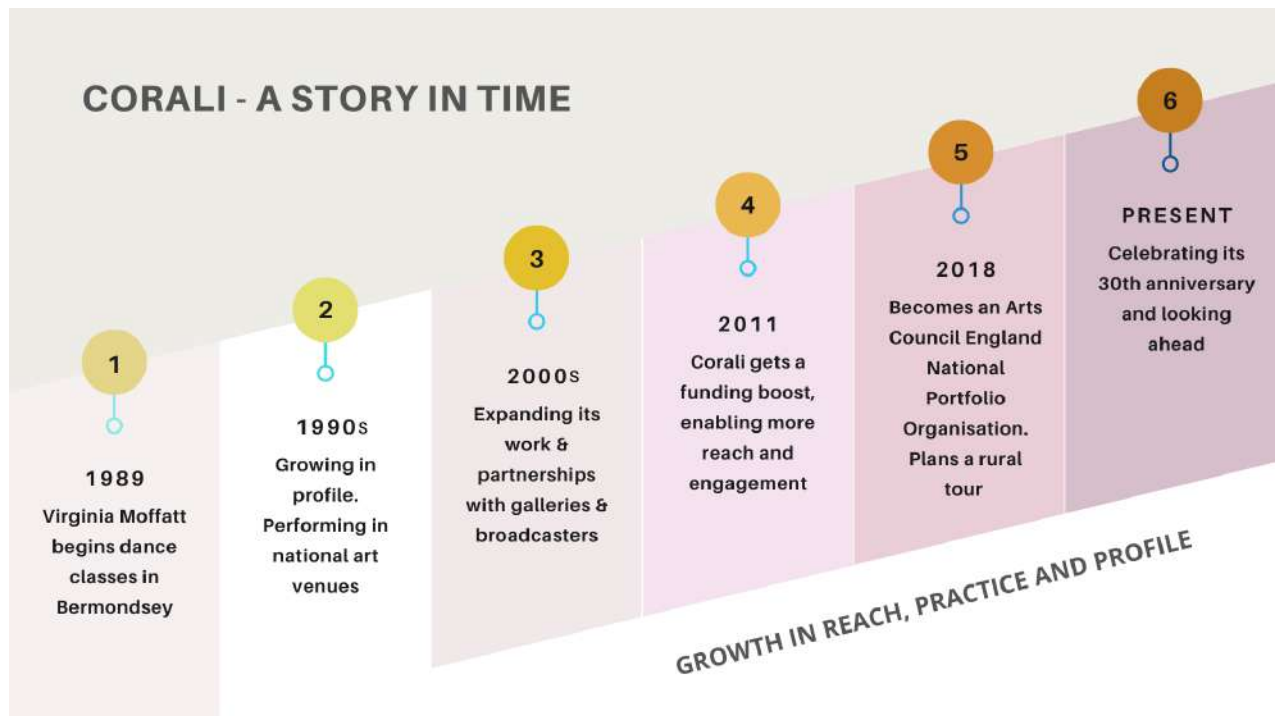 CORALI - A STORY IN TIME
1
1989
Virginia Moffatt
begins dance
classes in
Bermondsey
2
1990s
Growing in
profile.
Performing in
national art
venues
3
2000s
Expanding its
work &
partnerships
with galleries &
broadcasters
4
2011
Corali gets a
funding boost,
enabling more
reach and
engagement
5
2018
Becomes an Arts
Council England
National
Portfolio
Organisation.
Plans a rural
tour
6
PRESENT
Celebrating its
30th anniversary
and looking
ahead
GROWTH IN REACH, PRACTICE AND PROFILE